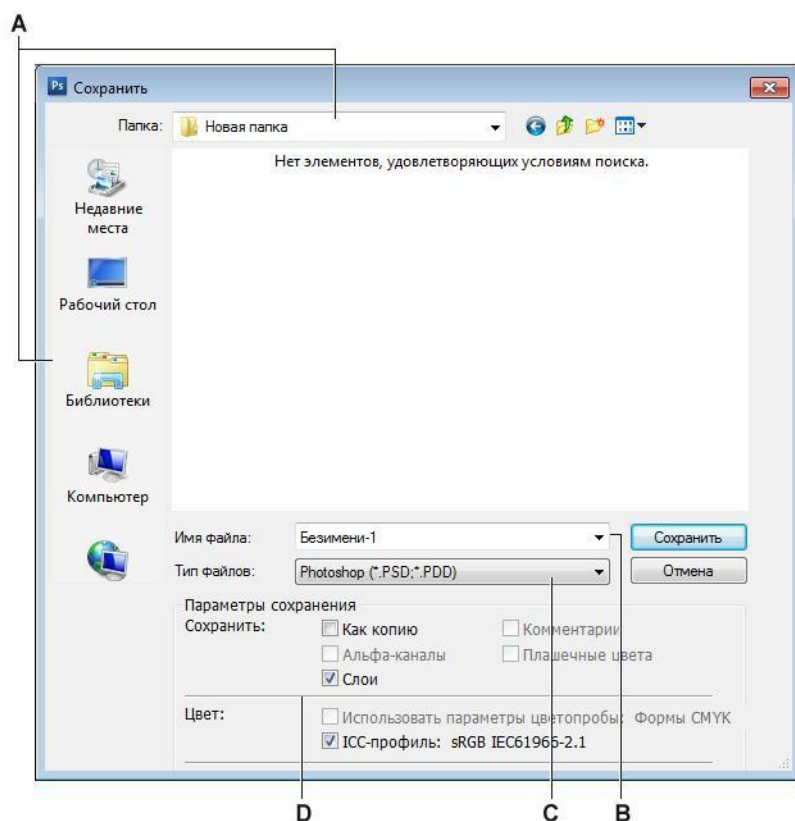 A
Ps Сохранить
Папка: Новая папка
Нет элементов, удовлетворяющих условиям поиска.
Недавние
места
Рабочий стол
Библиотеки
Компьютер
Имя файла: Безимени-1 Сохранить
Тип файлов: Photoshop (*.PSD;*.PDD) Отмена
Параметры сохранения
Сохранить: Как копию Комментарии
Альфа-каналы Плашечные цвета
Слои
Цвет: Использовать параметры цветопробы: Формы CMYK
ICC-профиль: sRGB IEC61966-2.1
D C B